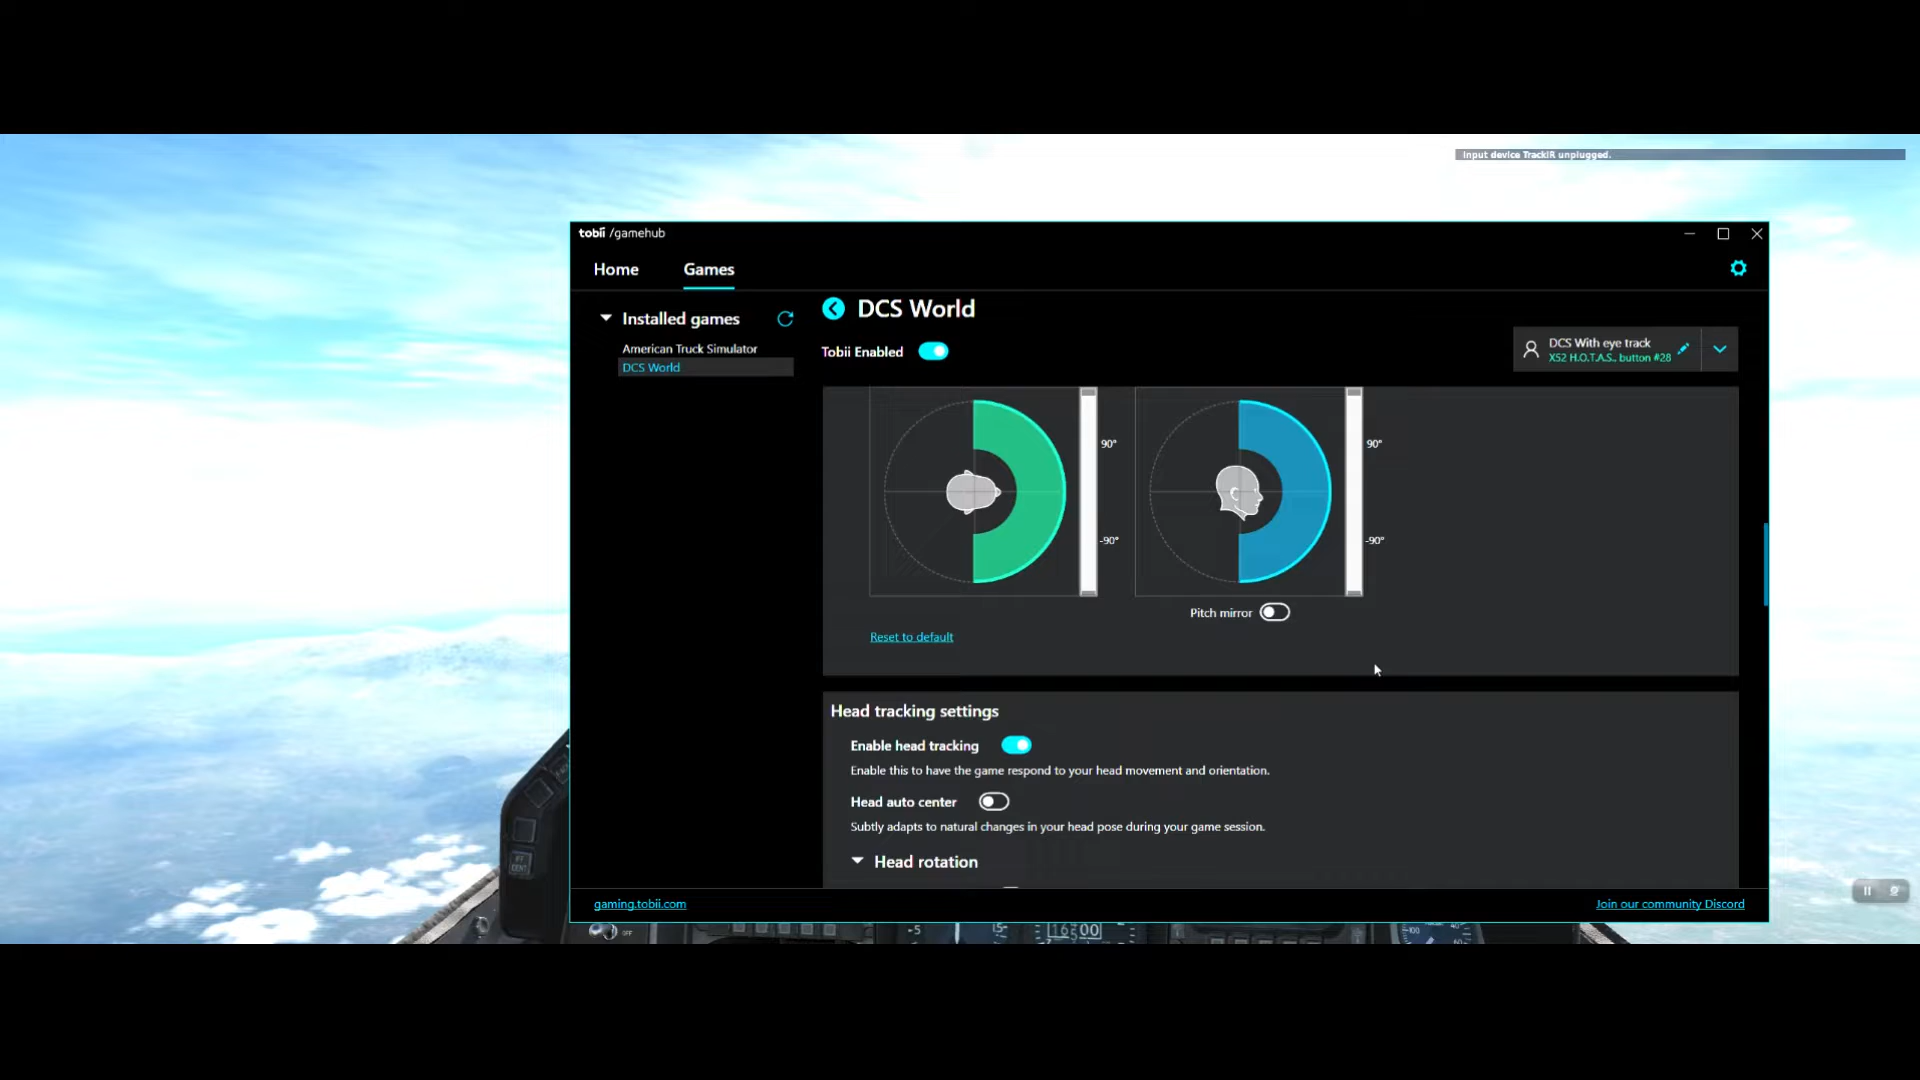 Input device TrackIR unplugged.
tobii /gamehub
Home
Games
Installed games
American Truck Simulator
DCS World
DCS World
Tobii Enabled
DCS With eye track
X52 H.O.T.A.S., button #28
90°
-90°
90°
-90°
Pitch mirror
Reset to default
Head tracking settings
Enable head tracking
Enable this to have the game respond to your head movement and orientation.
Head auto center
Subtly adapts to natural changes in your head pose during your game session.
Head rotation
gaming.tobii.com
Join our community Discord
IFF
CENT
OFF
-5